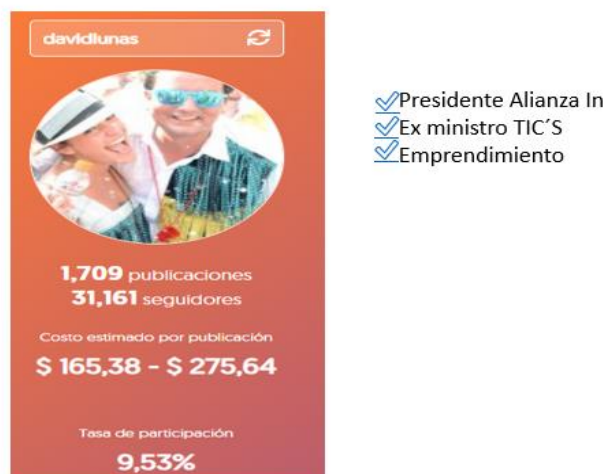 davidlunas
1,709 publicaciones
31,161 seguidores
Costo estimado por publicación
$ 165,38 - $ 275,64
Tasa de participación
9,53%
Presidente Alianza In
Ex ministro TIC´S
Emprendimiento